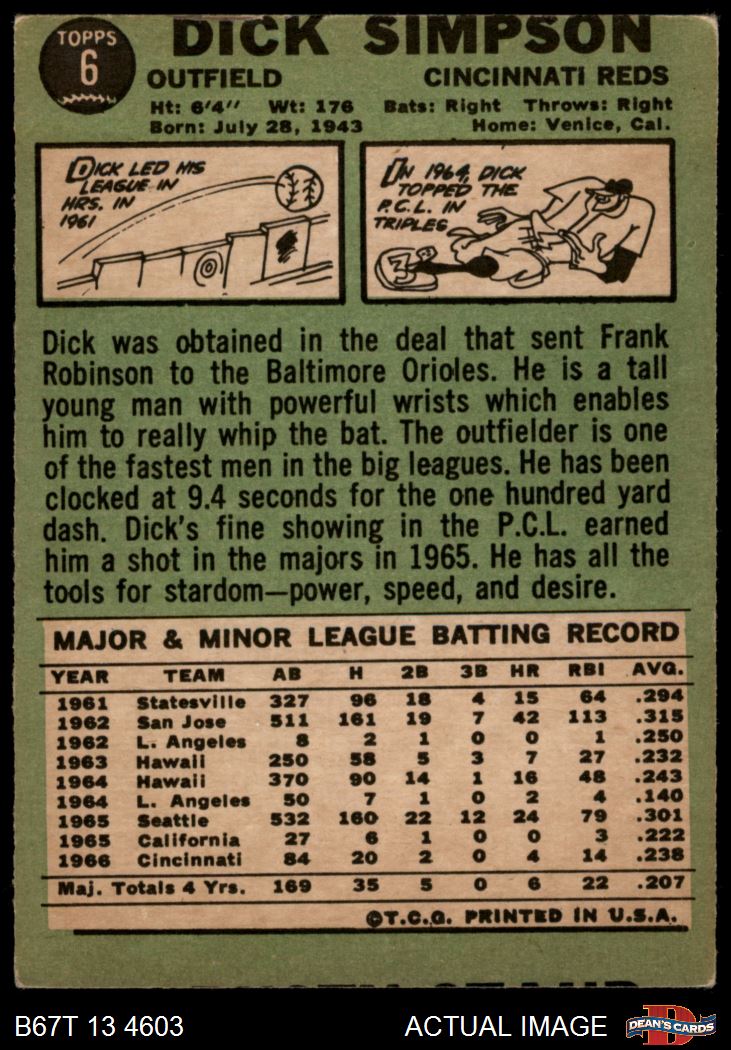 TOPPS
6
DICK SIMPSON
OUTFIELD CINCINNATI REDS
Ht: 6'4" Wt: 176 Bats: Right Throws: Right
Born: July 28, 1943 Home: Venice, Cal.
DICK LED HIS
LEAGUE IN
HRS. IN
1961
IN 1964, DICK
TOPPED THE
P.C.L. IN
TRIPLES
3
Dick was obtained in the deal that sent Frank
Robinson to the Baltimore Orioles. He is a tall
young man with powerful wrists which enables
him to really whip the bat. The outfielder is one
of the fastest men in the big leagues. He has been
clocked at 9.4 seconds for the one hundred yard
dash. Dick's fine showing in the P.C.L. earned
him a shot in the majors in 1965. He has all the
tools for stardom—power, speed, and desire.
MAJOR & MINOR LEAGUE BATTING RECORD
YEAR TEAM AB H 2B 3B HR RBI AVG.
1961 Statesville 327 96 18 4 15 64 .294
1962 San Jose 511 161 19 7 42 113 .315
1962 L. Angeles 8 2 1 0 0 1 .250
1963 Hawaii 250 58 5 3 7 27 .232
1964 Hawaii 370 90 14 1 16 48 .243
1964 L. Angeles 50 7 1 0 2 4 .140
1965 Seattle 532 160 22 12 24 79 .301
1965 California 27 6 1 0 0 3 .222
1966 Cincinnati 84 20 2 0 4 14 .238
Maj. Totals 4 Yrs. 169 35 5 0 6 22 .207
©T.C.G. PRINTED IN U.S.A.
B67T 13 4603 ACTUAL IMAGE DEAN'S CARDS